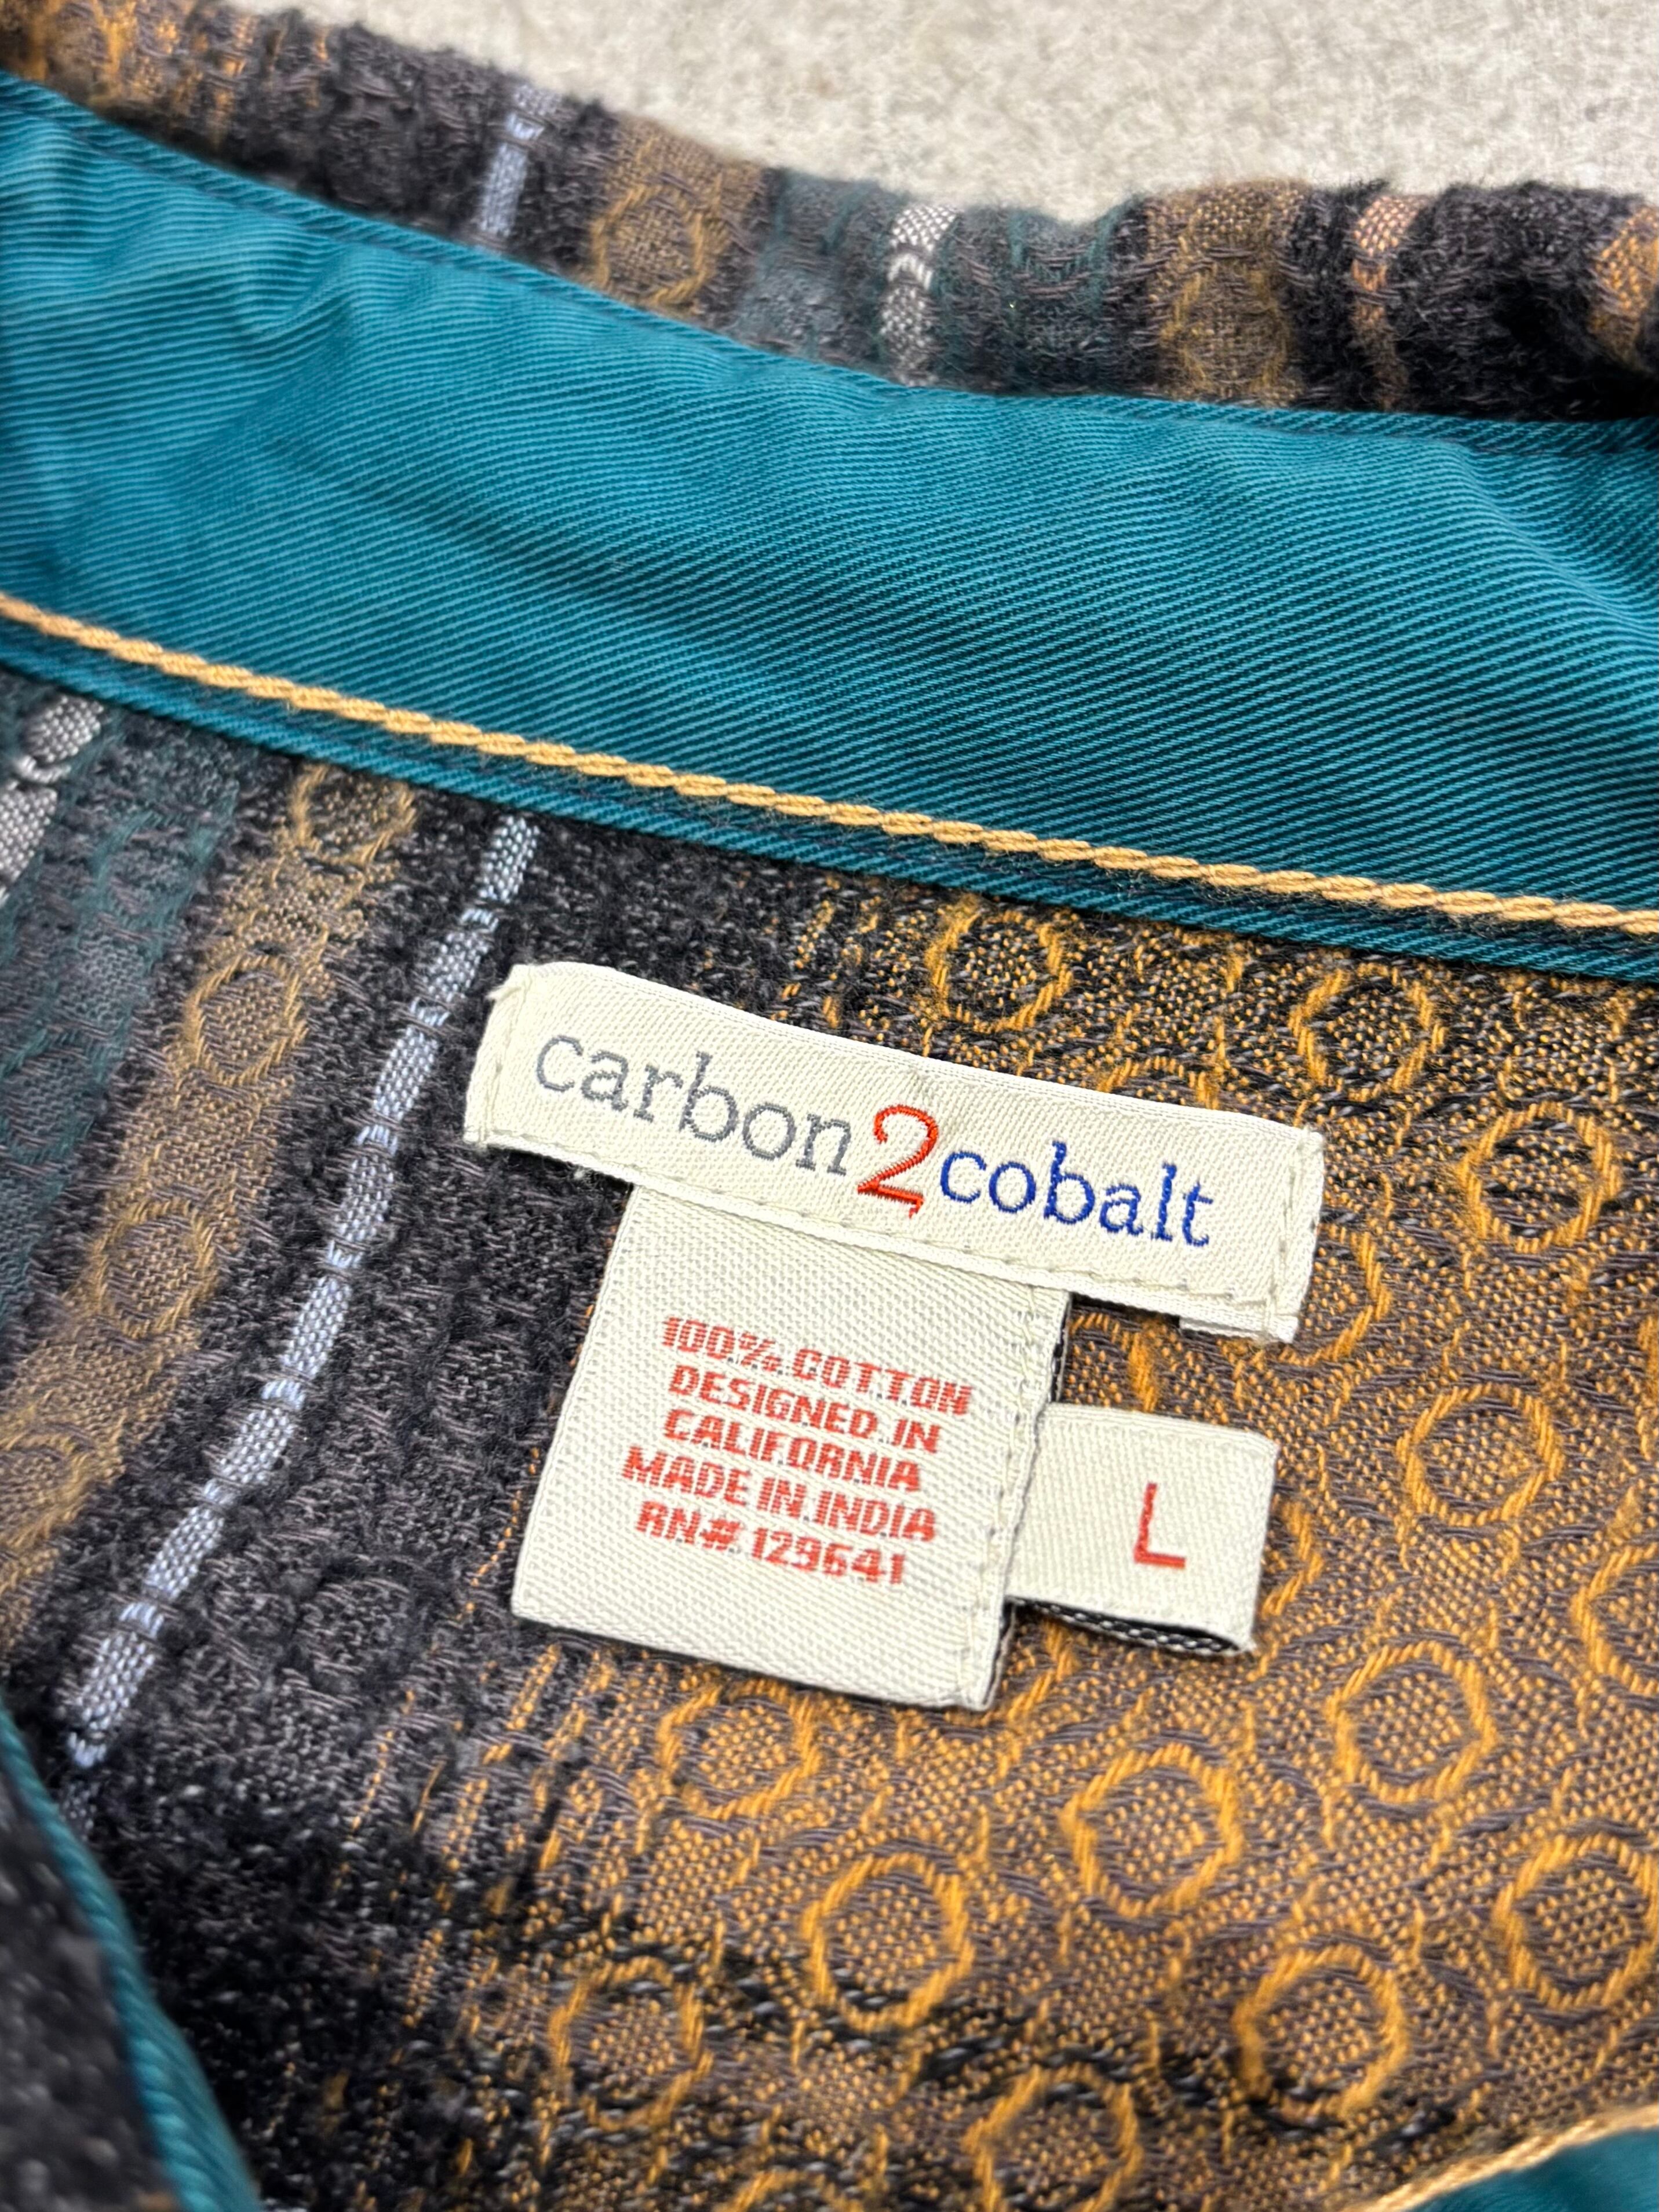 carbon2cobalt
100% COTTON
DESIGNED IN
CALIFORNIA
MADE IN INDIA
RN# 129641
L